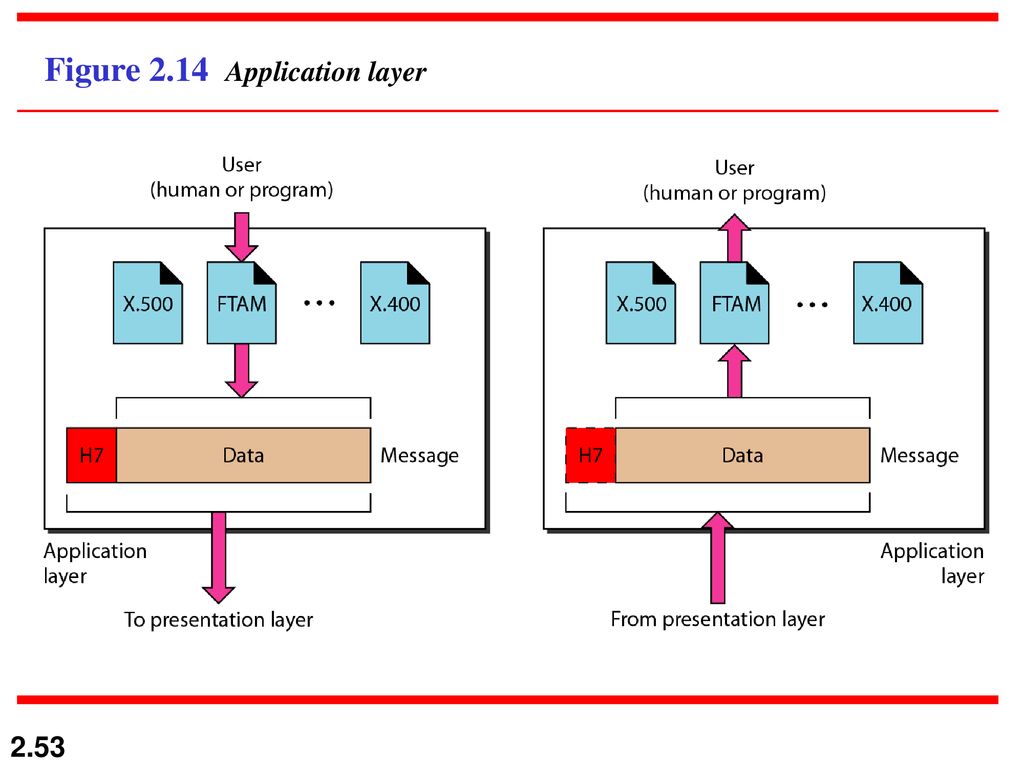 Figure 2.14 Application layer
User
(human or program)
X.500 FTAM ... X.400
H7 Data Message
Application
layer
To presentation layer
User
(human or program)
X.500 FTAM ... X.400
H7 Data Message
Application
layer
From presentation layer
2.53